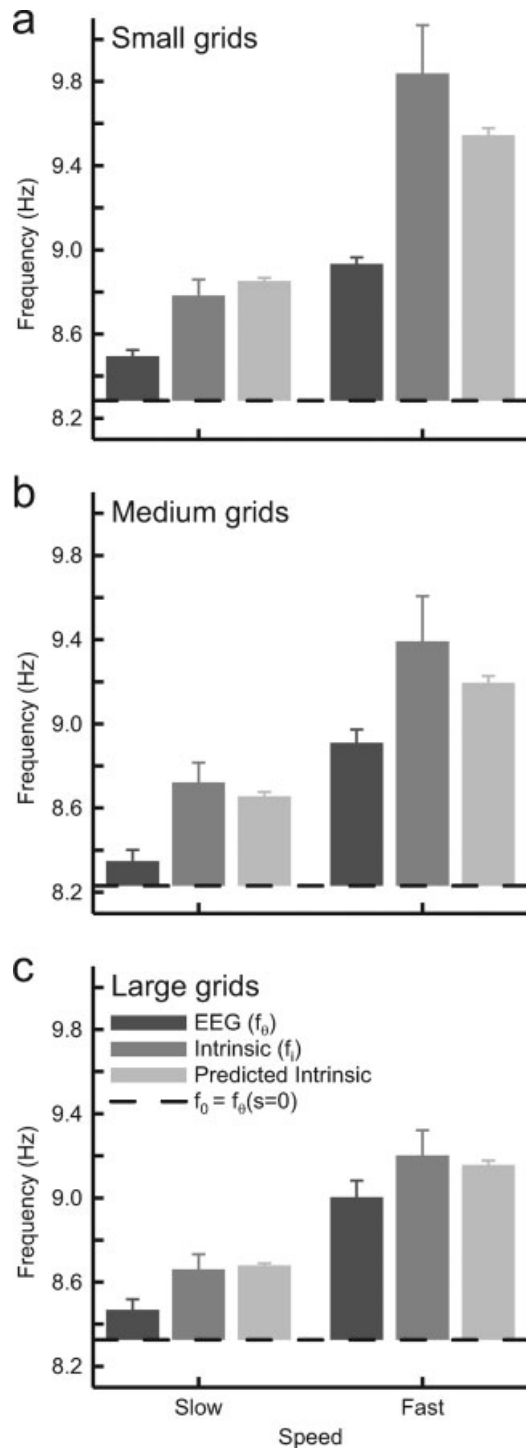 a
Small grids
9.8
9.4
9.0
8.6
8.2
Frequency (Hz)
b
Medium grids
9.8
9.4
9.0
8.6
8.2
Frequency (Hz)
c
Large grids
EEG (fθ)
Intrinsic (fi)
Predicted Intrinsic
f0 = fθ(s=0)
9.8
9.4
9.0
8.6
8.2
Frequency (Hz)
Slow Fast
Speed